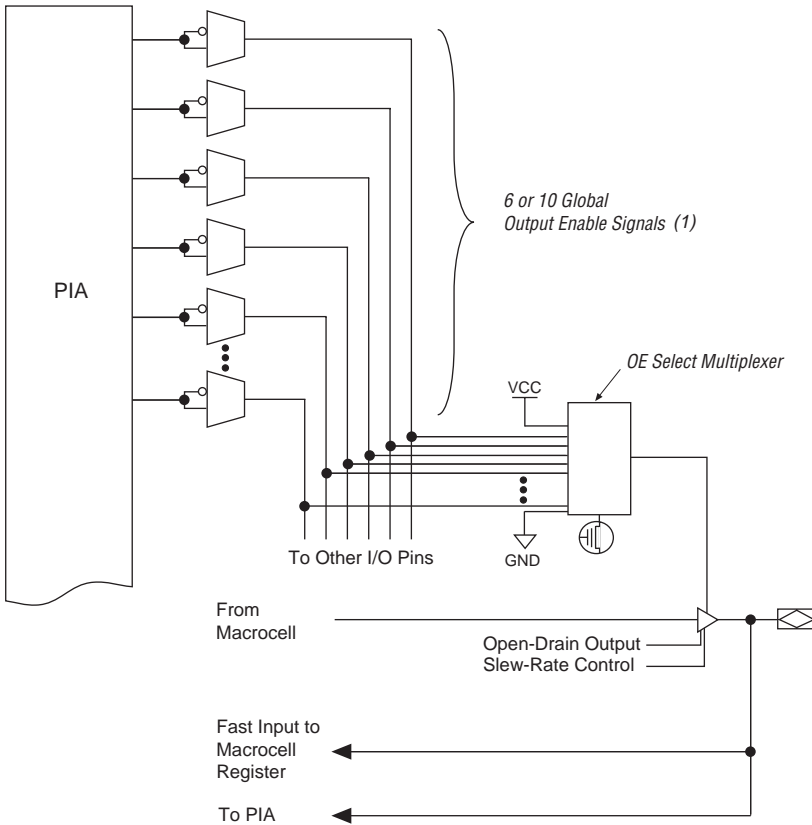 PIA
6 or 10 Global
Output Enable Signals (1)
OE Select Multiplexer
VCC
GND
To Other I/O Pins
From
Macrocell
Open-Drain Output
Slew-Rate Control
Fast Input to
Macrocell
Register
To PIA